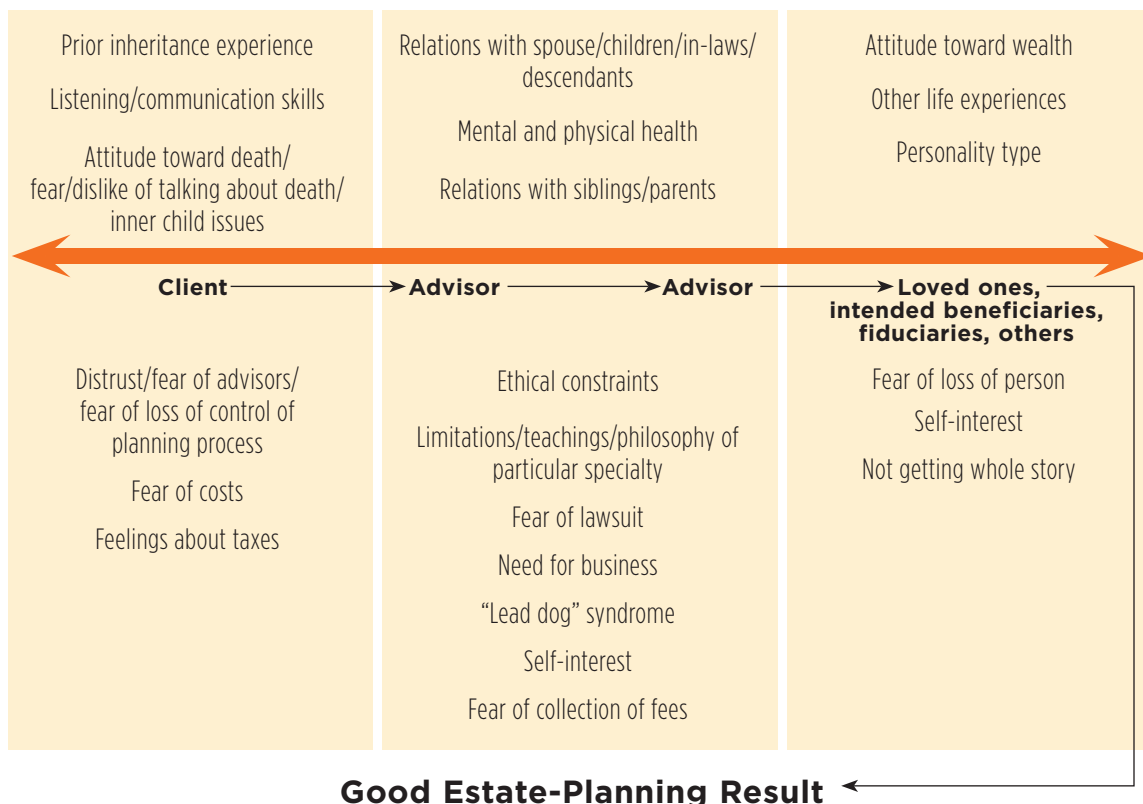 Prior inheritance experience
Listening/communication skills
Attitude toward death/
fear/dislike of talking about death/
inner child issues
Relations with spouse/children/in-laws/
descendants
Mental and physical health
Relations with siblings/parents
Attitude toward wealth
Other life experiences
Personality type
Client
Advisor
Advisor
Loved ones,
intended beneficiaries,
fiduciaries, others
Distrust/fear of advisors/
fear of loss of control of
planning process
Fear of costs
Feelings about taxes
Ethical constraints
Limitations/teachings/philosophy of
particular specialty
Fear of lawsuit
Need for business
“Lead dog” syndrome
Self-interest
Fear of collection of fees
Fear of loss of person
Self-interest
Not getting whole story
Good Estate-Planning Result